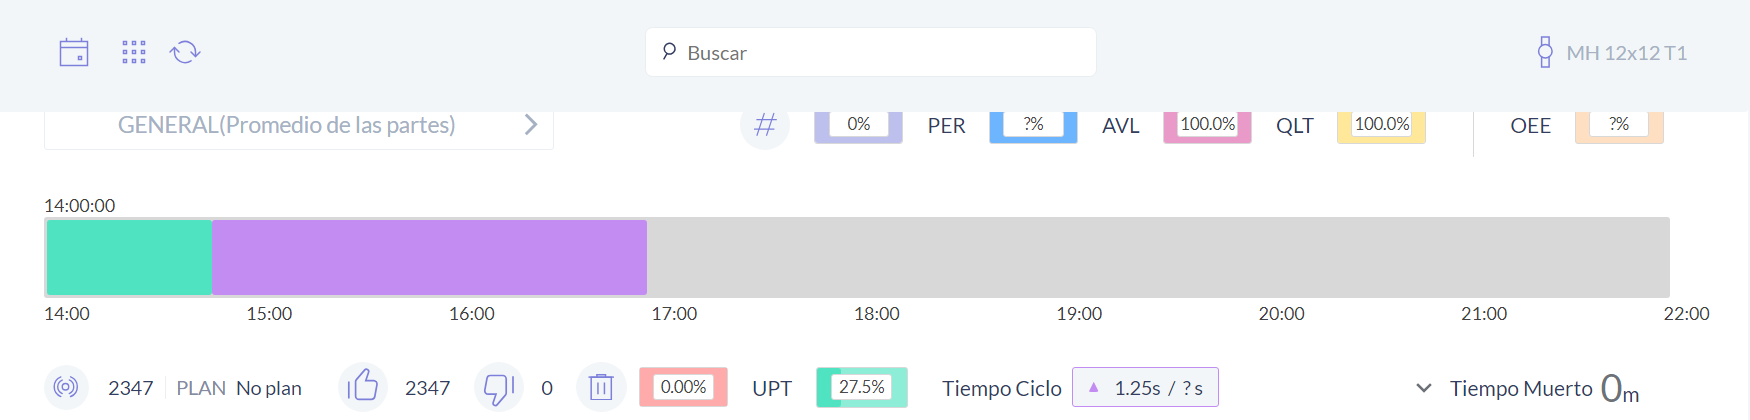 Buscar
MH 12x12 T1
GENERAL(Promedio de las partes)
# 0% PER ?% AVL 100.0% QLT 100.0% OEE ?%
14:00:00
14:00 15:00 16:00 17:00 18:00 19:00 20:00 21:00 22:00
2347 PLAN No plan 2347 0 0.00% UPT 27.5% Tiempo Ciclo 1.25s / ? s Tiempo Muerto 0m